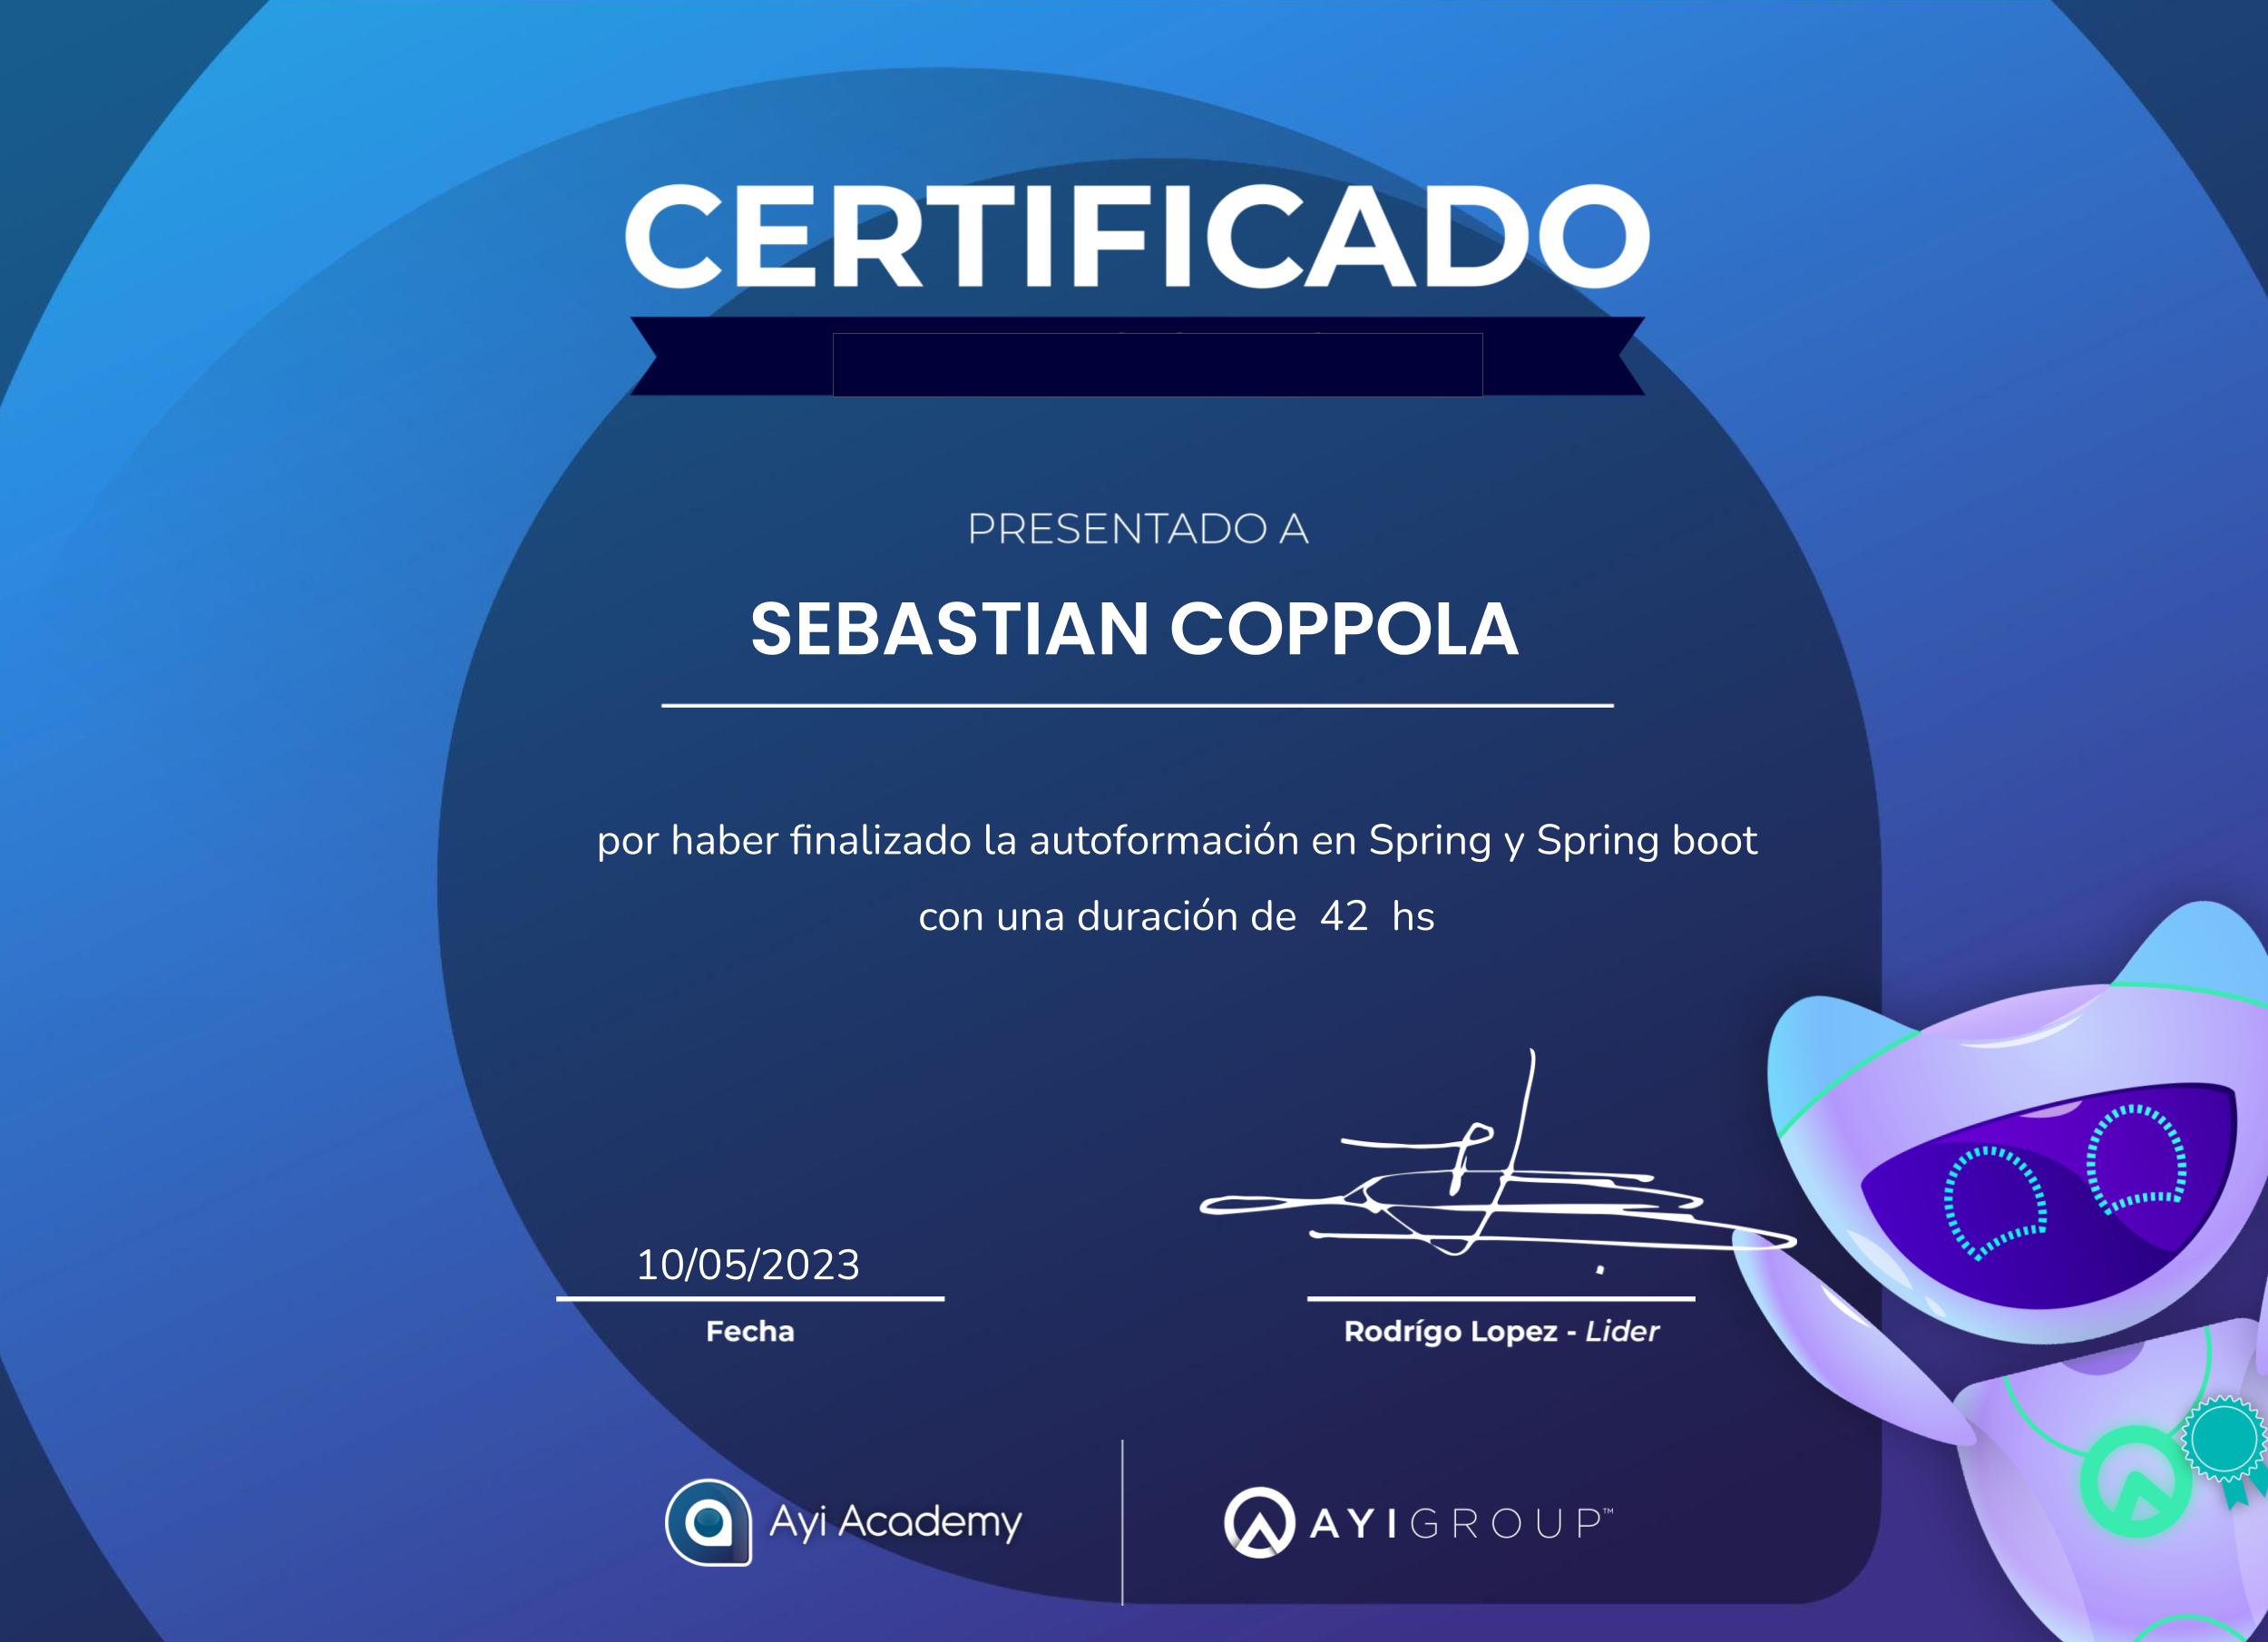 CERTIFICADO
PRESENTADO A
SEBASTIAN COPPOLA
por haber finalizado la autoformación en Spring y Spring boot
con una duración de 42 hs
10/05/2023
Fecha
Rodrígo Lopez - Lider
Ayi Academy
AYIGROUP™